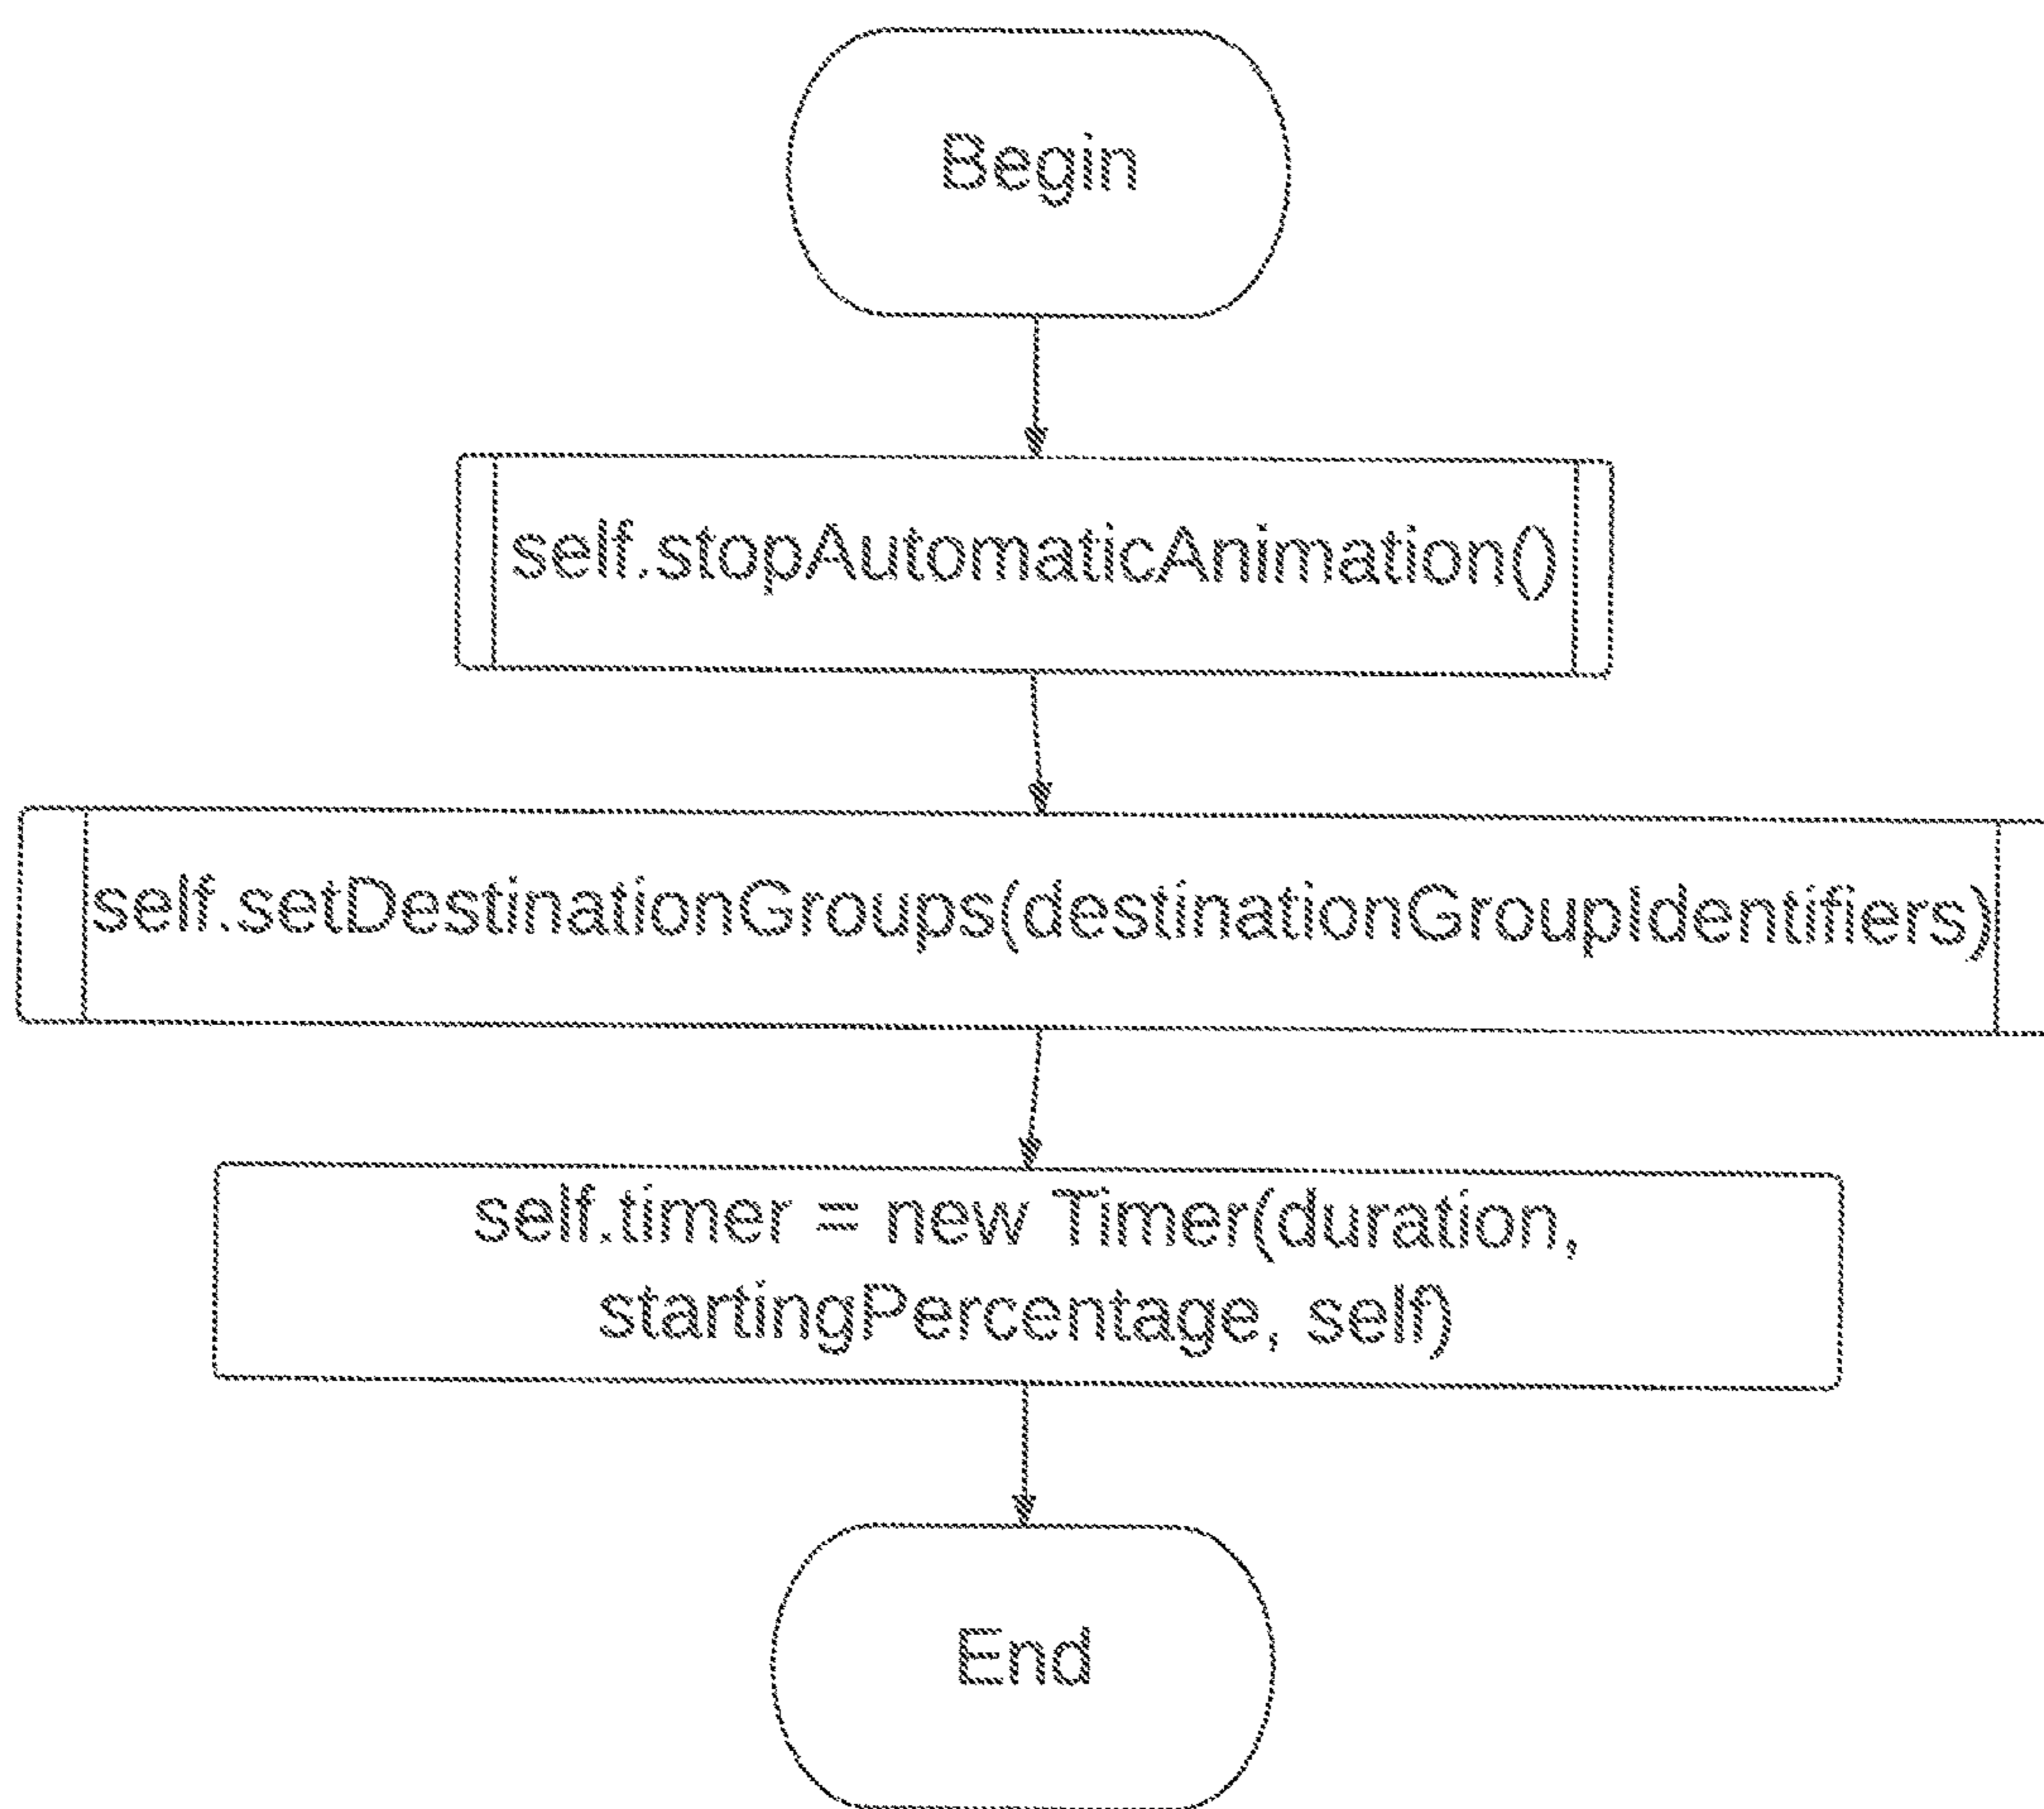 Begin
self.stopAutomaticAnimation()
self.setDestinationGroups(destinationGroupIdentifiers)
self.timer = new Timer(duration,
startingPercentage, self)
End